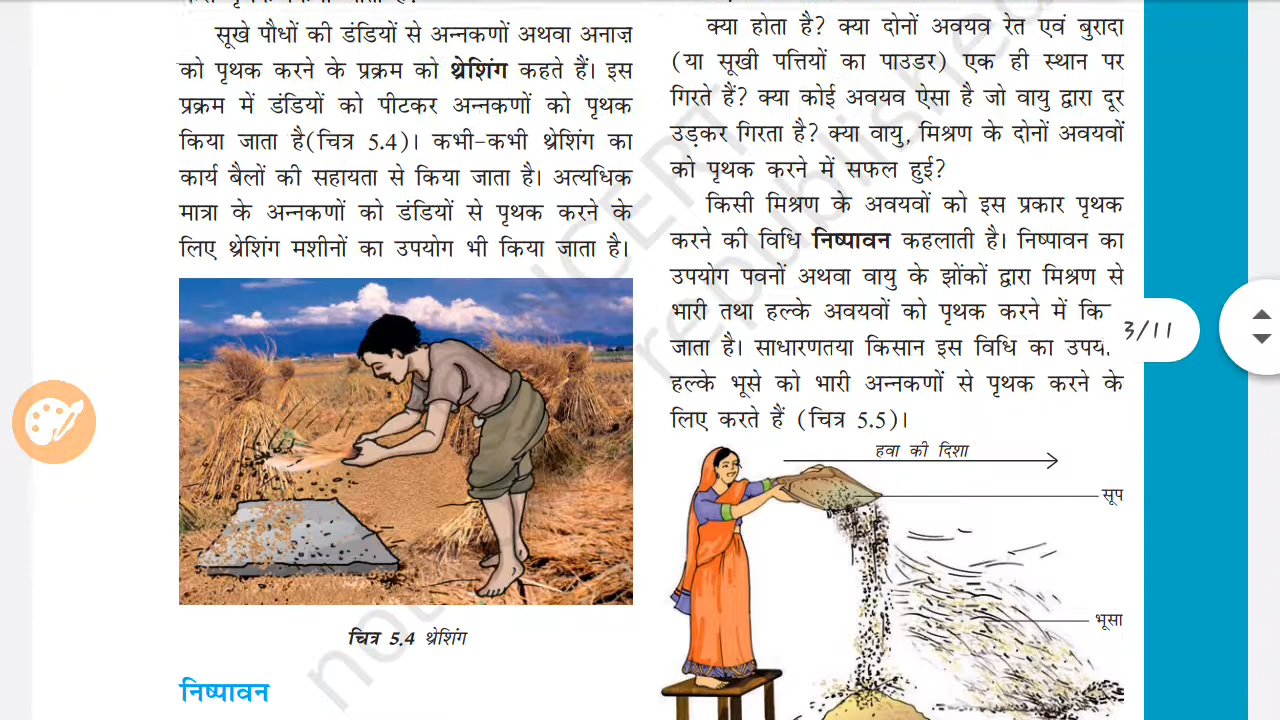 सूखे पौधों की डंडियों से अन्नकणों अथवा अनाज़
को पृथक करने के प्रक्रम को थ्रेशिंग कहते हैं। इस
प्रक्रम में डंडियों को पीटकर अन्नकणों को पृथक
किया जाता है(चित्र 5.4)। कभी-कभी थ्रेशिंग का
कार्य बैलों की सहायता से किया जाता है। अत्यधिक
मात्रा के अन्नकणों को डंडियों से पृथक करने के
लिए थ्रेशिंग मशीनों का उपयोग भी किया जाता है।
चित्र 5.4 थ्रेशिंग
निष्पावन
क्या होता है? क्या दोनों अवयव रेत एवं बुरादा
(या सूखी पत्तियों का पाउडर) एक ही स्थान पर
गिरते हैं? क्या कोई अवयव ऐसा है जो वायु द्वारा दूर
उड़कर गिरता है? क्या वायु, मिश्रण के दोनों अवयवों
को पृथक करने में सफल हुई?
किसी मिश्रण के अवयवों को इस प्रकार पृथक
करने की विधि निष्पावन कहलाती है। निष्पावन का
उपयोग पवनों अथवा वायु के झोंकों द्वारा मिश्रण से
भारी तथा हल्के अवयवों को पृथक करने में
जाता है। साधारणतया किसान इस विधि का
हल्के भूसे को भारी अन्नकणों से पृथक करने के
लिए करते हैं (चित्र 5.5)।
हवा की दिशा
सूप
भूसा
3/11
republished